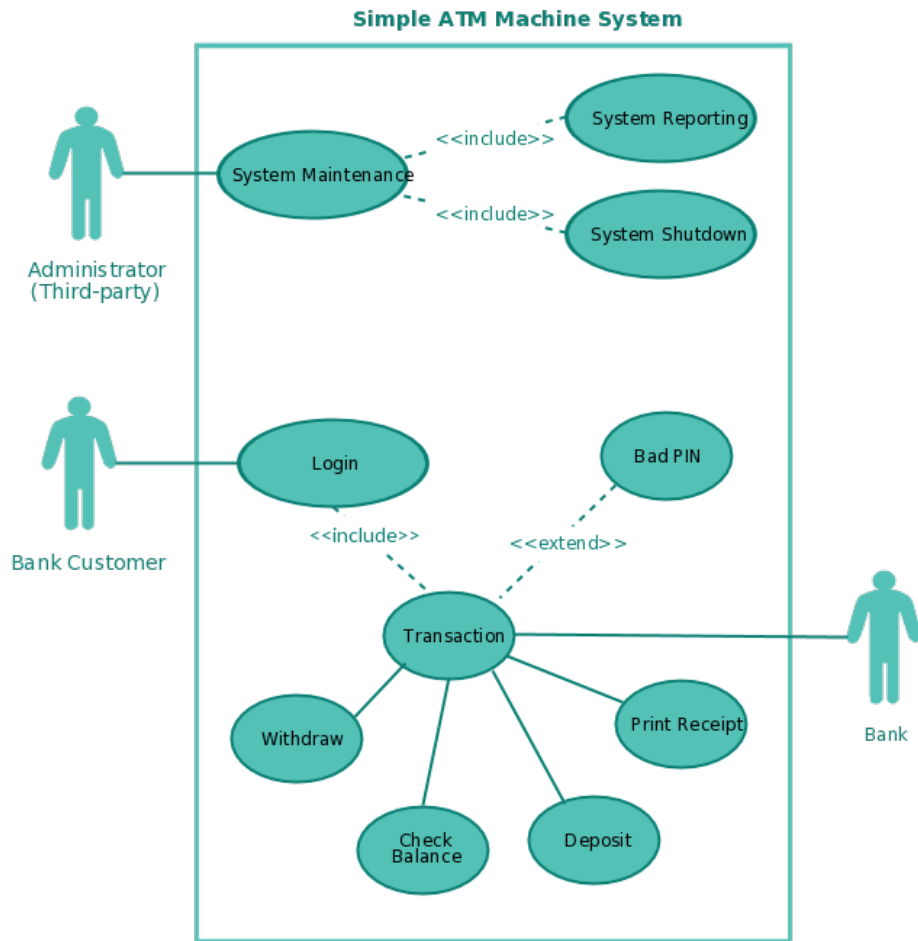 Simple ATM Machine System
System Reporting
<<include>>
System Maintenance
<<include>>
System Shutdown
Administrator
(Third-party)
Login
Bad PIN
<<include>>
<<extend>>
Bank Customer
Transaction
Print Receipt
Withdraw
Bank
Check
Balance
Deposit